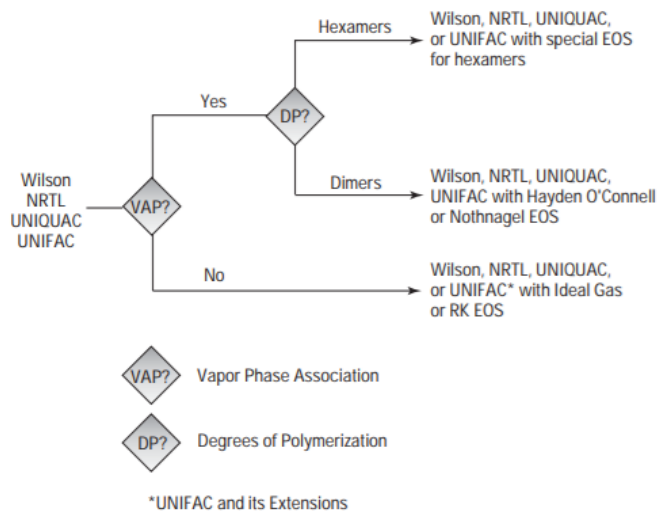 Hexamers
Wilson, NRTL, UNIQUAC,
or UNIFAC with special EOS
for hexamers
Yes
DP?
Wilson
NRTL
UNIQUAC
UNIFAC
VAP?
Dimers
Wilson, NRTL, UNIQUAC,
UNIFAC with Hayden O'Connell
or Nothnagel EOS
No
Wilson, NRTL, UNIQUAC,
or UNIFAC* with Ideal Gas
or RK EOS
VAP? Vapor Phase Association
DP? Degrees of Polymerization
*UNIFAC and its Extensions